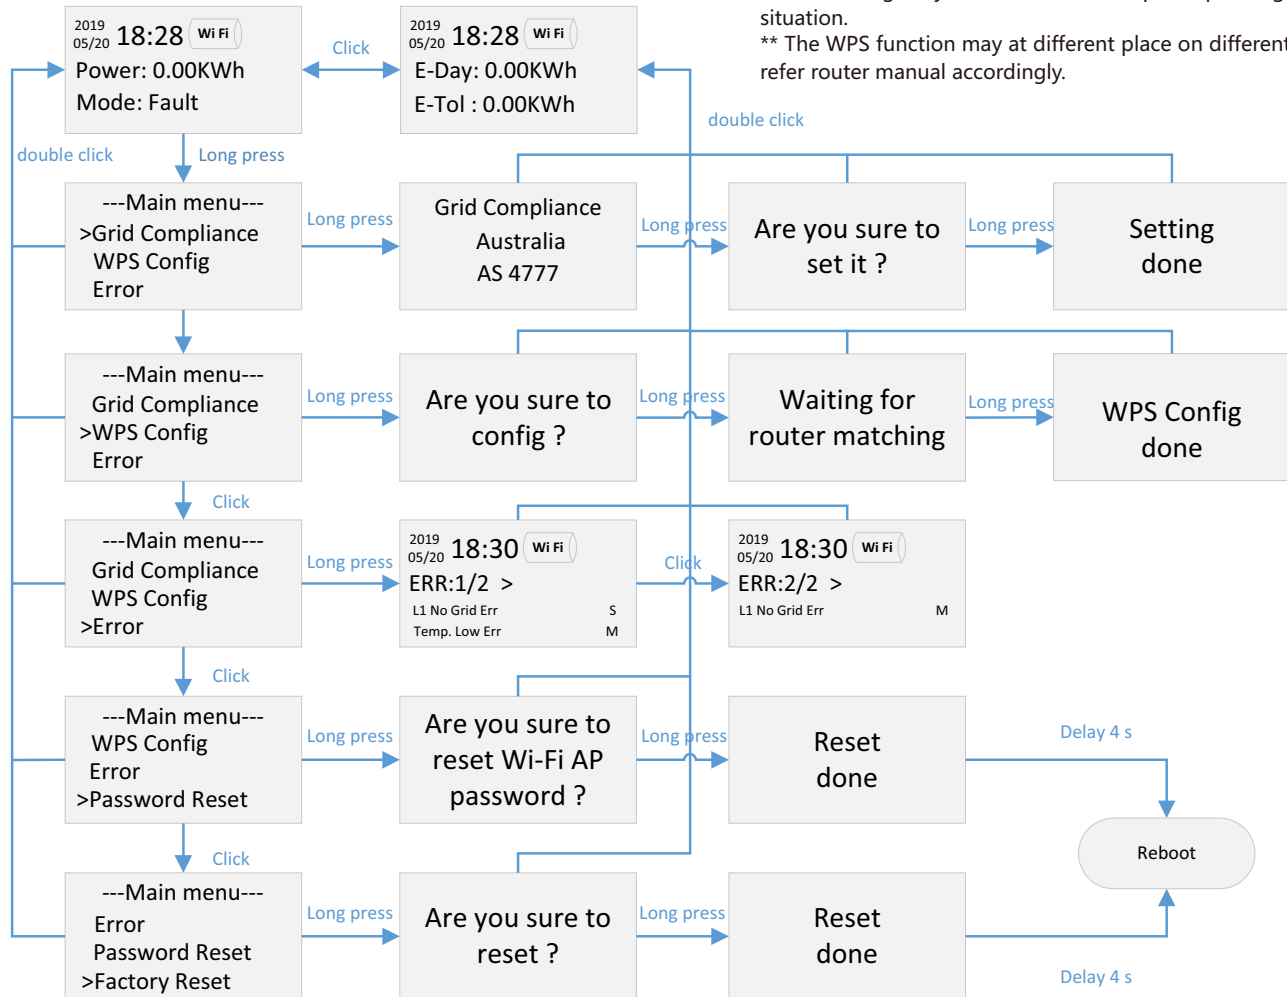 situation.
** The WPS function may at different place on different
refer router manual accordingly.
2019
05/20 18:28 Wi Fi
Power: 0.00KWh
Mode: Fault
Click
2019
05/20 18:28 Wi Fi
E-Day: 0.00KWh
E-Tol : 0.00KWh
double click
double click
Long press
---Main menu---
>Grid Compliance
WPS Config
Error
Long press
Grid Compliance
Australia
AS 4777
Long press
Are you sure to
set it ?
Long press
Setting
done
---Main menu---
Grid Compliance
>WPS Config
Error
Long press
Are you sure to
config ?
Long press
Waiting for
router matching
Long press
WPS Config
done
Click
---Main menu---
Grid Compliance
WPS Config
>Error
Long press
2019
05/20 18:30 Wi Fi
ERR:1/2 >
L1 No Grid Err S
Temp. Low Err M
Click
2019
05/20 18:30 Wi Fi
ERR:2/2 >
L1 No Grid Err M
Click
---Main menu---
WPS Config
Error
>Password Reset
Long press
Are you sure to
reset Wi-Fi AP
password ?
Long press
Reset
done
Delay 4 s
Reboot
Click
---Main menu---
Error
Password Reset
>Factory Reset
Long press
Are you sure to
reset ?
Long press
Reset
done
Delay 4 s